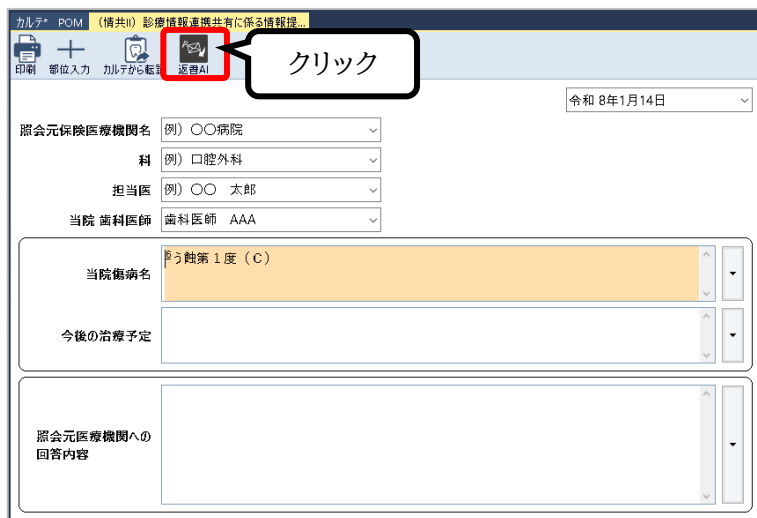 カルテ* POM （情共II）診療情報連携共有に係る情報提...
印刷 部位入力 カルテから転記 返書AI
クリック
令和 8年1月14日
照会元保険医療機関名 例）〇〇病院
科 例）口腔外科
担当医 例）〇〇 太郎
当院 歯科医師 歯科医師 AAA
当院傷病名 う蝕第１度（C）
今後の治療予定
照会元医療機関への
回答内容